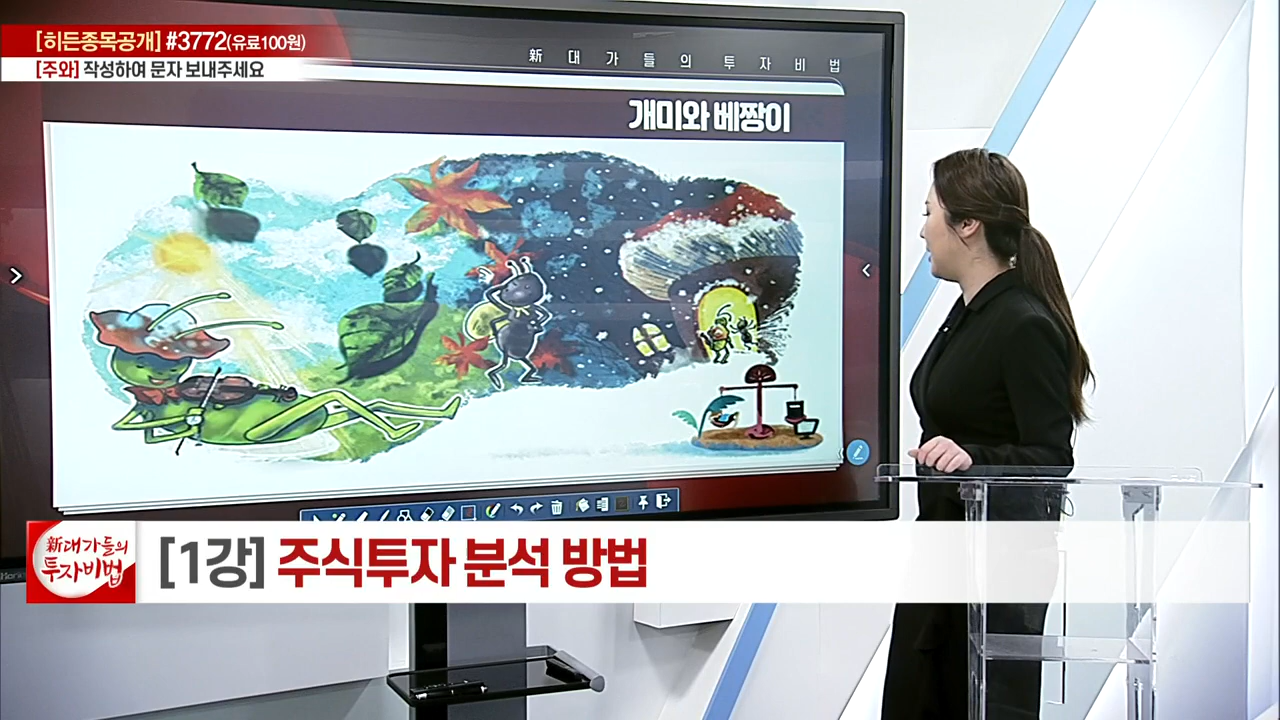 [히든종목공개] #3772(유료100원)
[주와] 작성하여 문자 보내주세요
新 대 가 들 의 투 자 비 법
개미와 베짱이
新대가들의
투자비법
[1강] 주식투자 분석 방법